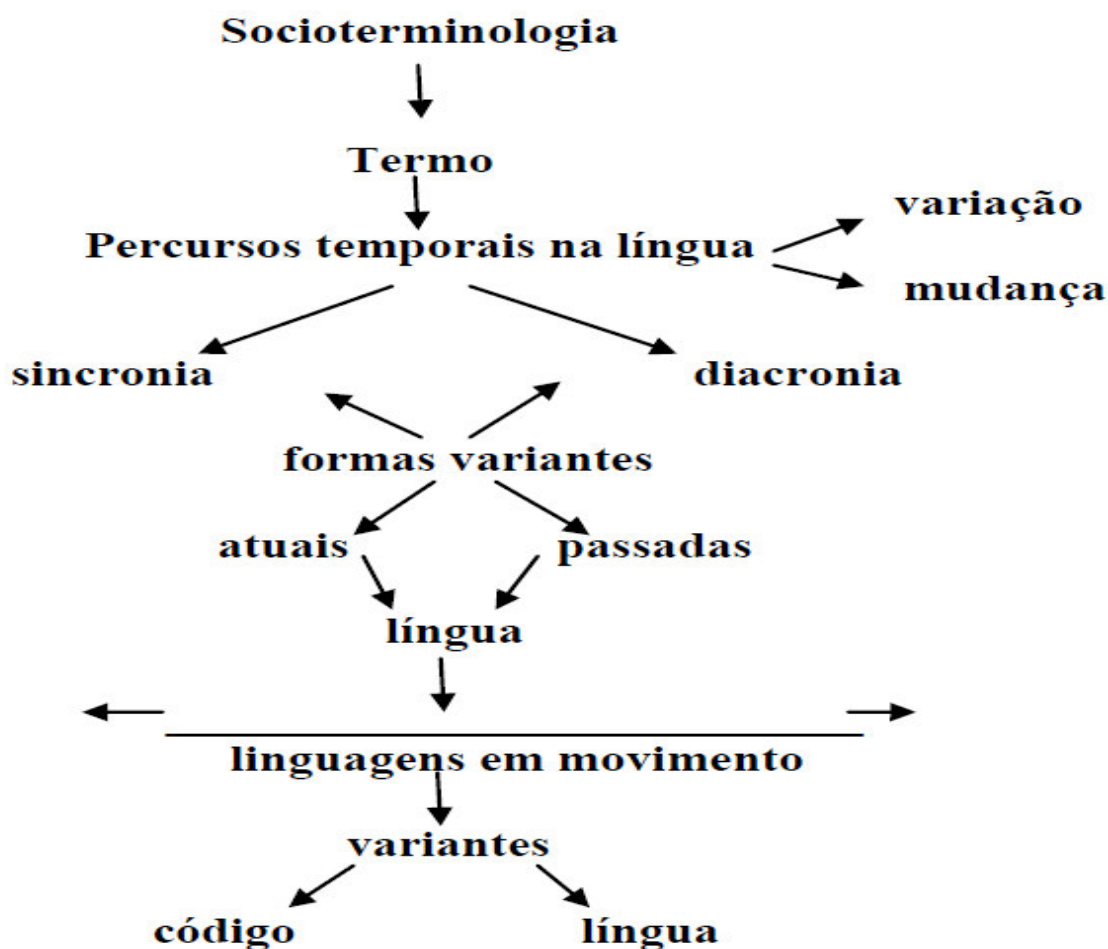 Socioterminologia
Termo
variação
Percursos temporais na língua
mudança
sincronia
diacronia
formas variantes
atuais
passadas
língua
linguagens em movimento
variantes
código
língua